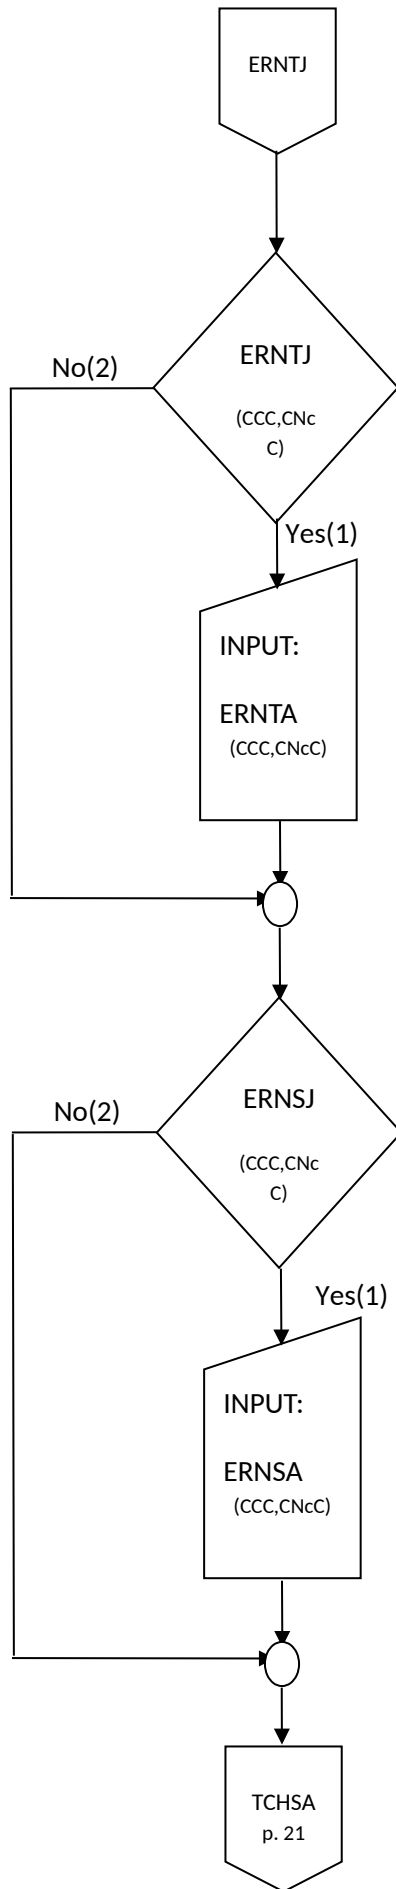 ERNTJ
ERNTJ
No(2)
(CCC,CNc
C)
Yes(1)
INPUT:
ERNTA
(CCC,CNcC)
ERNSJ
No(2)
(CCC,CNc
C)
Yes(1)
INPUT:
ERNSA
(CCC,CNcC)
TCHSA
p. 21